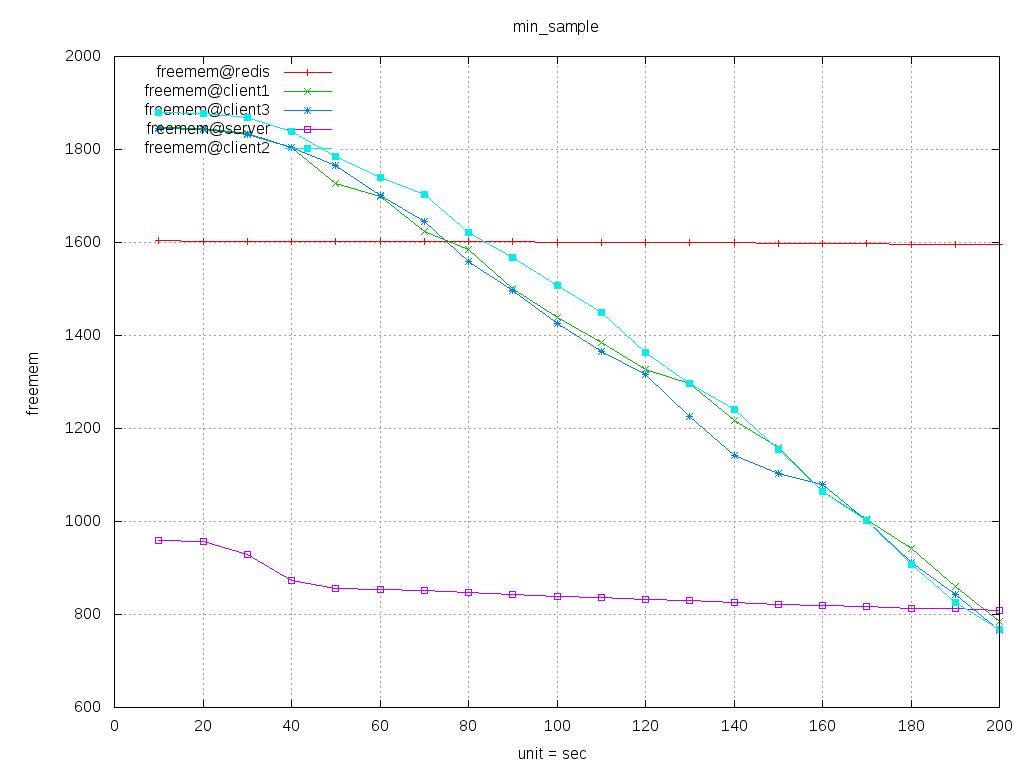 min_sample
2000
1800
1600
1400
1200
1000
800
600
freemem
freemem@redis
freemem@client1
freemem@client3
freemem@server
freemem@client2
0 20 40 60 80 100 120 140 160 180 200
unit = sec